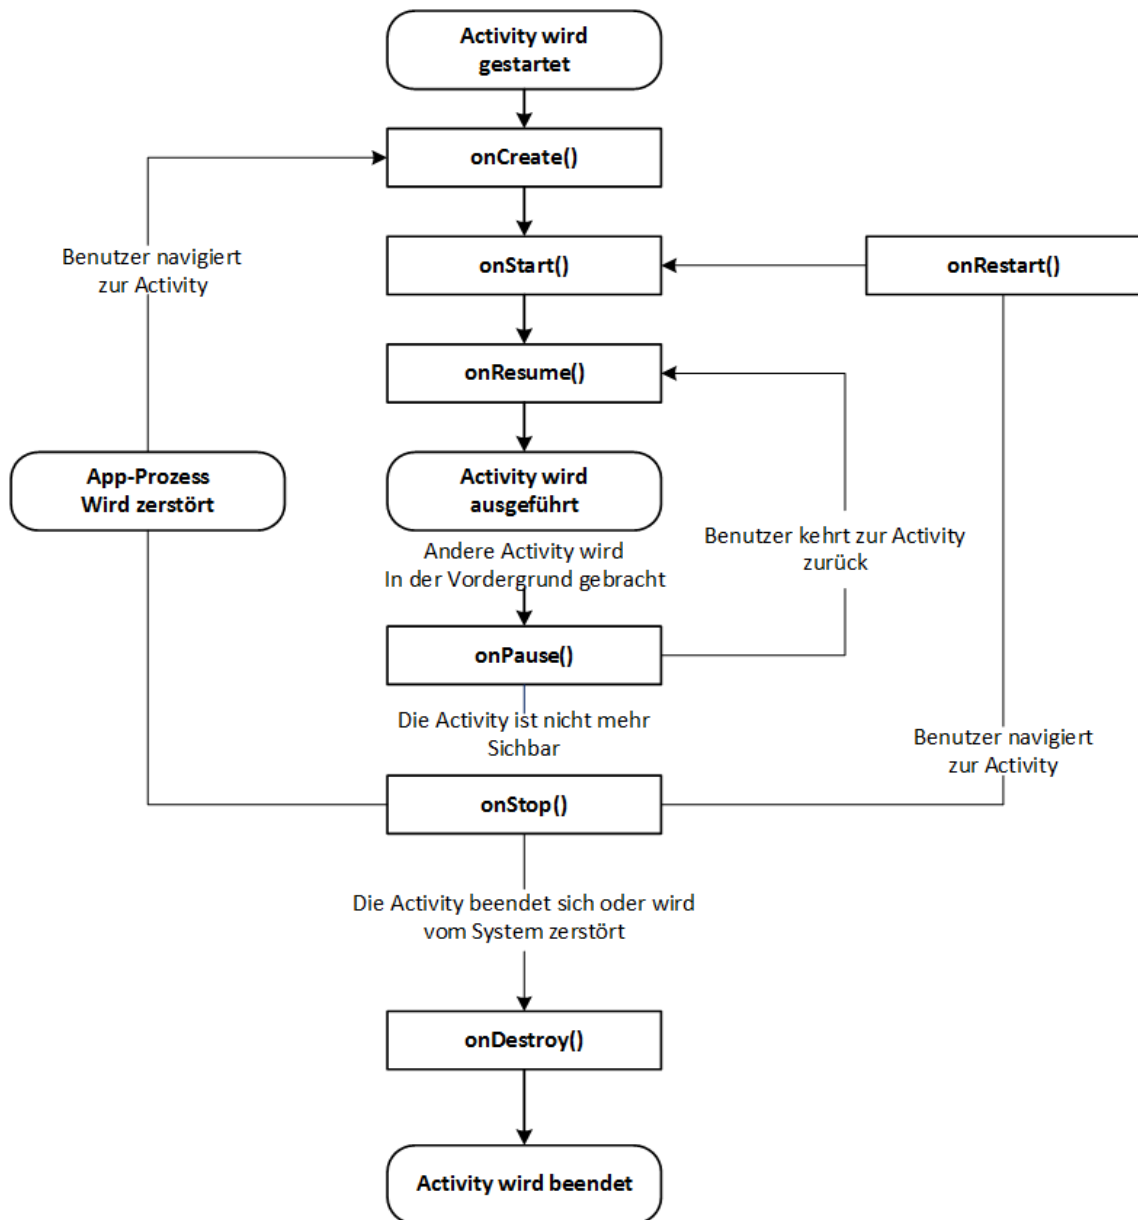 Activity wird
gestartet
onCreate()
Benutzer navigiert
zur Activity
onStart()
onRestart()
onResume()
App-Prozess
Wird zerstört
Activity wird
ausgeführt
Andere Activity wird
In der Vordergrund gebracht
Benutzer kehrt zur Activity
zurück
onPause()
Die Activity ist nicht mehr
Sichbar
Benutzer navigiert
zur Activity
onStop()
Die Activity beendet sich oder wird
vom System zerstört
onDestroy()
Activity wird beendet